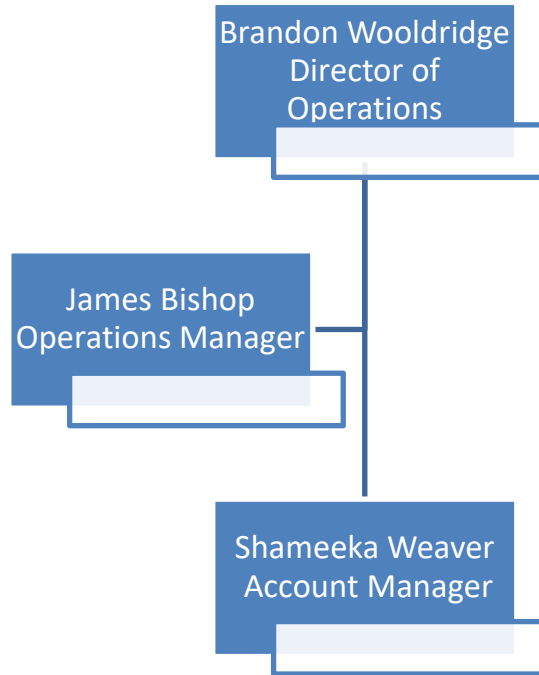 Brandon Wooldridge
Director of
Operations
James Bishop
Operations Manager
Shameeka Weaver
Account Manager